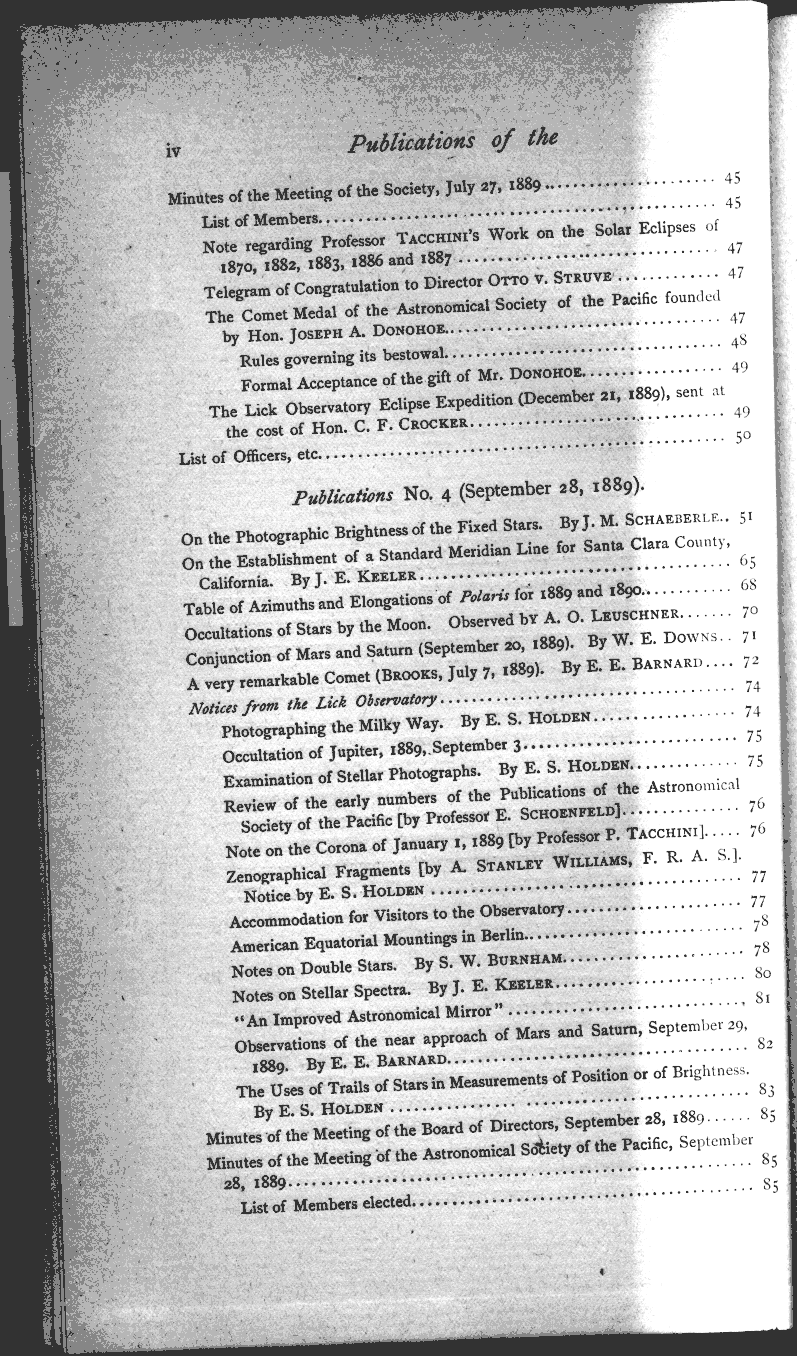 iv Publications of the
Minutes of the Meeting of the Society, July 27, 1889 .................... 45
List of Members.................................................. 45
Note regarding Professor TACCHINI's Work on the Solar Eclipses of
1870, 1882, 1883, 1886 and 1887 .............................. 47
Telegram of Congratulation to Director OTTO V. STRUVE ............. 47
The Comet Medal of the Astronomical Society of the Pacific founded
by Hon. JOSEPH A. DONOHOE................................. 47
Rules governing its bestowal................................... 48
Formal Acceptance of the gift of Mr. DONOHOE.................. 49
The Lick Observatory Eclipse Expedition (December 21, 1889), sent at
the cost of Hon. C. F. CROCKER............................... 49
List of Officers, etc.................................................. 50
Publications No. 4 (September 28, 1889).
On the Photographic Brightness of the Fixed Stars. By J. M. SCHAEBERLE.. 51
On the Establishment of a Standard Meridian Line for Santa Clara County,
California. By J. E. KEELER..................................... 65
Table of Azimuths and Elongations of Polaris for 1889 and 1890............ 68
Occultations of Stars by the Moon. Observed by A. O. LEUSCHNER....... 70
Conjunction of Mars and Saturn (September 20, 1889). By W. E. DOWNS.. 71
A very remarkable Comet (BROOKS, July 7, 1889). By E. E. BARNARD.... 72
Notices from the Lick Observatory..................................... 74
Photographing the Milky Way. By E. S. HOLDEN................. 74
Occultation of Jupiter, 1889, September 3........................... 75
Examination of Stellar Photographs. By E. S. HOLDEN.............. 75
Review of the early numbers of the Publications of the Astronomical
Society of the Pacific [by Professor E. SCHOENFELD]................ 76
Note on the Corona of January 1, 1889 [by Professor P. TACCHINI]..... 76
Zenographical Fragments [by A. STANLEY WILLIAMS, F. R. A. S.].
Notice by E. S. HOLDEN ....................................... 77
Accommodation for Visitors to the Observatory...................... 77
American Equatorial Mountings in Berlin............................ 78
Notes on Double Stars. By S. W. BURNHAM....................... 78
Notes on Stellar Spectra. By J. E. KEELER........................ 80
"An Improved Astronomical Mirror" .............................. 81
Observations of the near approach of Mars and Saturn, September 29,
1889. By E. E. BARNARD...................................... 82
The Uses of Trails of Stars in Measurements of Position or of Brightness.
By E. S. HOLDEN ............................................. 83
Minutes of the Meeting of the Board of Directors, September 28, 1889...... 85
Minutes of the Meeting of the Astronomical Society of the Pacific, September
28, 1889......................................................... 85
List of Members elected........................................... 85